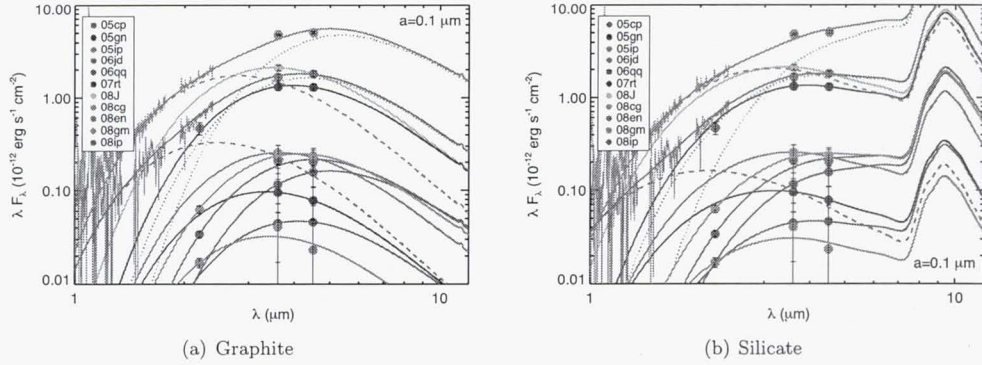 10.00
1.00
0.10
0.01
λ Fλ (10⁻¹² erg s⁻¹ cm⁻²)
05cp
05gn
05ip
06jd
06qq
07rt
08J
08cg
08en
08gm
08ip
a=0.1 μm
1
10
λ (μm)
(a) Graphite
10.00
1.00
0.10
0.01
λ Fλ (10⁻¹² erg s⁻¹ cm⁻²)
05cp
05gn
05ip
06jd
06qq
07rt
08J
08cg
08en
08gm
08ip
a=0.1 μm
1
10
λ (μm)
(b) Silicate